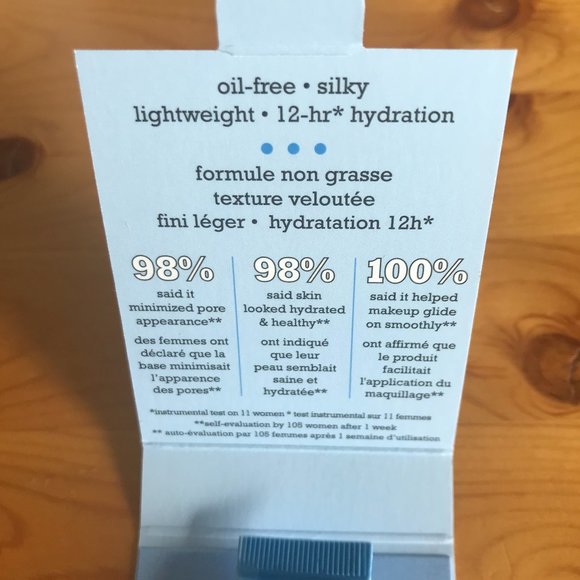 oil-free • silky
lightweight • 12-hr* hydration
• • •
formule non grasse
texture veloutée
fini léger • hydratation 12h*
98%
said it
minimized pore
appearance**
des femmes ont
déclaré que la
base minimisait
l'apparence
des pores**
98%
said skin
looked hydrated
& healthy**
ont indiqué
que leur
peau semblait
saine et
hydratée**
100%
said it helped
makeup glide
on smoothly**
ont affirmé que
le produit
facilitait
l'application du
maquillage**
*instrumental test on 11 women * test instrumental sur 11 femmes
**self-evaluation by 105 women after 1 week
** auto-évaluation par 105 femmes après 1 semaine d'utilisation